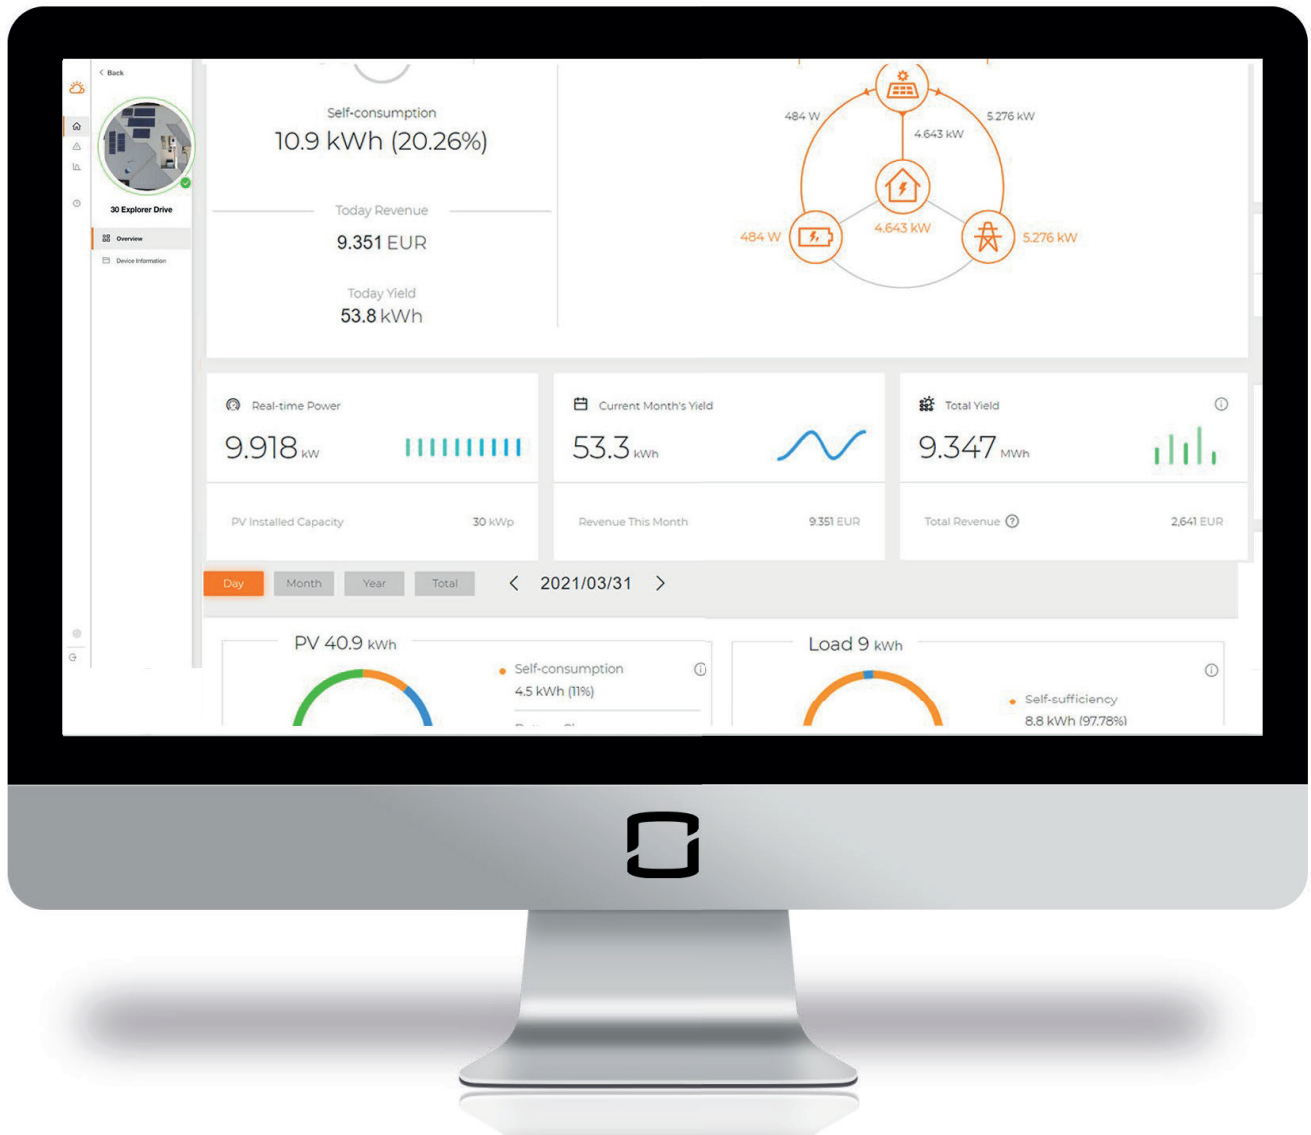 Back
30 Explorer Drive
Overview
Device Information
Self-consumption
10.9 kWh (20.26%)
Today Revenue
9.351 EUR
Today Yield
53.8 kWh
484 W
5.276 kW
4.643 kW
484 W
4.643 kW
5.276 kW
Real-time Power
9.918 kW
PV Installed Capacity 30 kWp
Current Month's Yield
53.3 kWh
Revenue This Month 9.351 EUR
Total Yield
9.347 MWh
Total Revenue 2,641 EUR
Day Month Year Total 2021/03/31
PV 40.9 kWh
Self-consumption
4.5 kWh (11%)
Load 9 kWh
Self-sufficiency
8.8 kWh (97.78%)